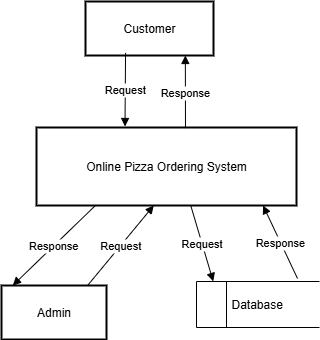 Customer
Request
Response
Online Pizza Ordering System
Response
Request
Request
Response
Admin
Database